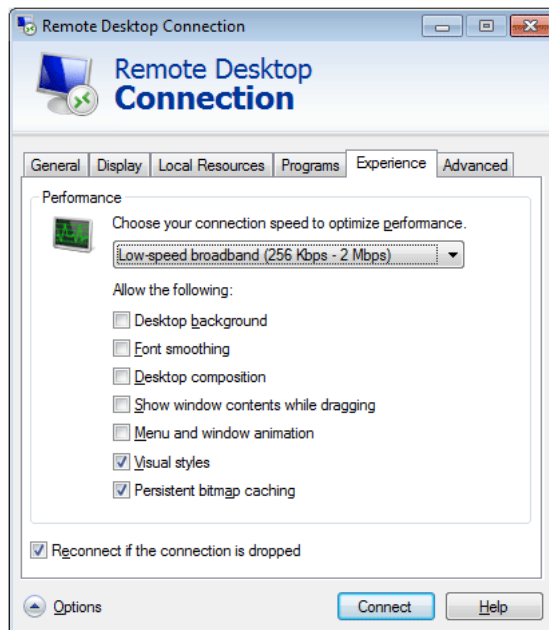 Remote Desktop Connection
Remote Desktop
Connection
General Display Local Resources Programs Experience Advanced
Performance
Choose your connection speed to optimize performance.
Low-speed broadband (256 Kbps - 2 Mbps)
Allow the following:
Desktop background
Font smoothing
Desktop composition
Show window contents while dragging
Menu and window animation
Visual styles
Persistent bitmap caching
Reconnect if the connection is dropped
Options Connect Help